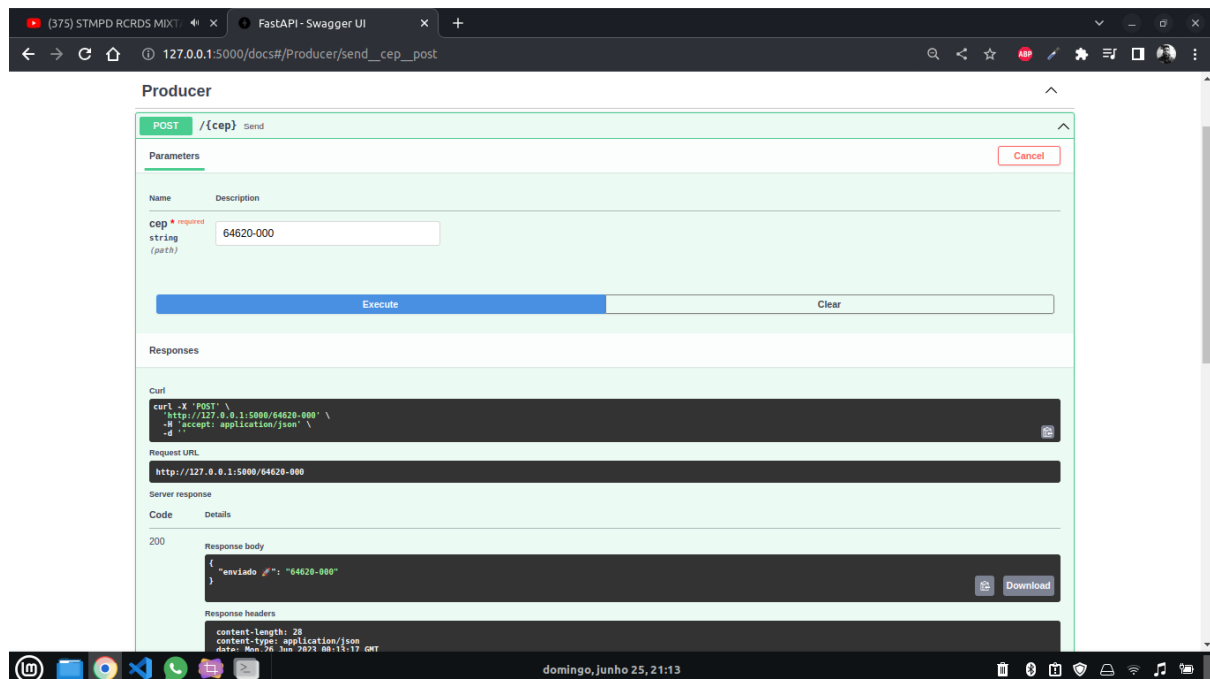 (375) STMPD RCRDS MIXT
FastAPI - Swagger UI
127.0.0.1:5000/docs#/Producer/send__cep__post
ABP
Producer
POST /{cep} Send
Parameters
Cancel
Name Description
cep * required
string
(path)
64620-000
Execute
Clear
Responses
Curl
curl -X 'POST' \
'http://127.0.0.1:5000/64620-000' \
-H 'accept: application/json' \
-d ''
Request URL
http://127.0.0.1:5000/64620-000
Server response
Code Details
200
Response body
{
"enviado 🚀": "64620-000"
}
Download
Response headers
content-length: 28
content-type: application/json
date: Mon,26 Jun 2023 00:13:17 GMT
domingo, junho 25, 21:13